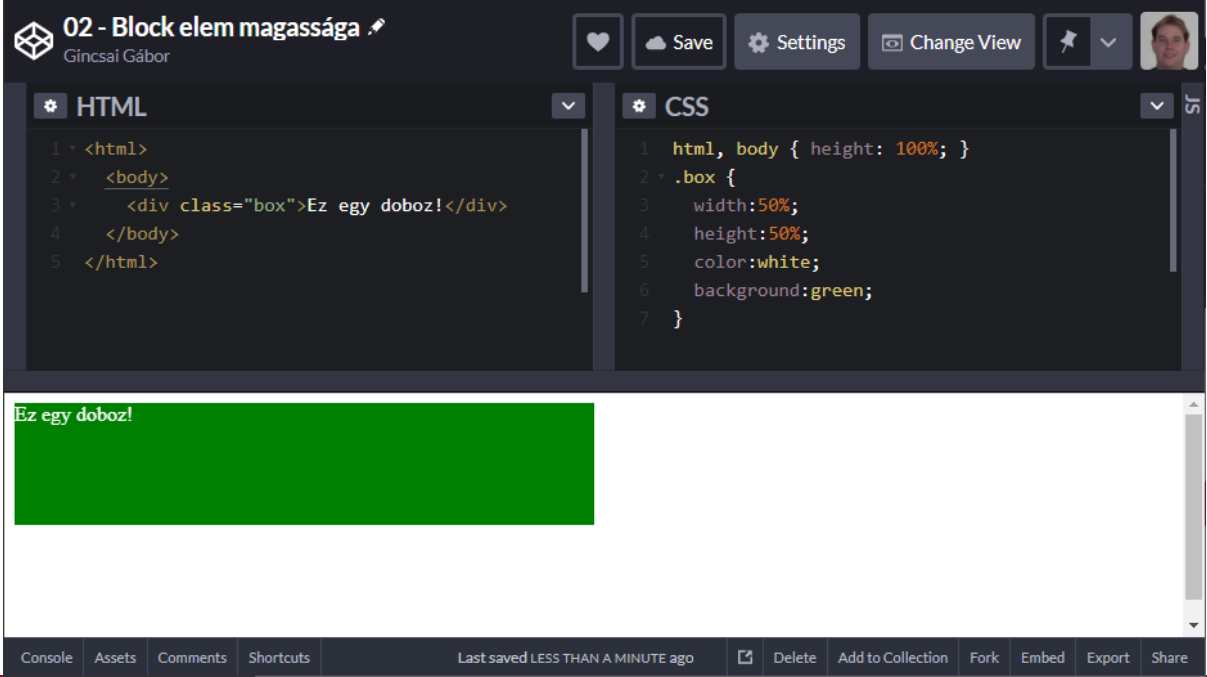 02 - Block elem magassága
Gincsai Gábor
Save
Settings
Change View
HTML
1 <html>
2 <body>
3 <div class="box">Ez egy doboz!</div>
4 </body>
5 </html>
CSS
1 html, body { height: 100%; }
2 .box {
3 width:50%;
4 height:50%;
5 color:white;
6 background:green;
7 }
JS
Ez egy doboz!
Console Assets Comments Shortcuts Last saved LESS THAN A MINUTE ago Delete Add to Collection Fork Embed Export Share